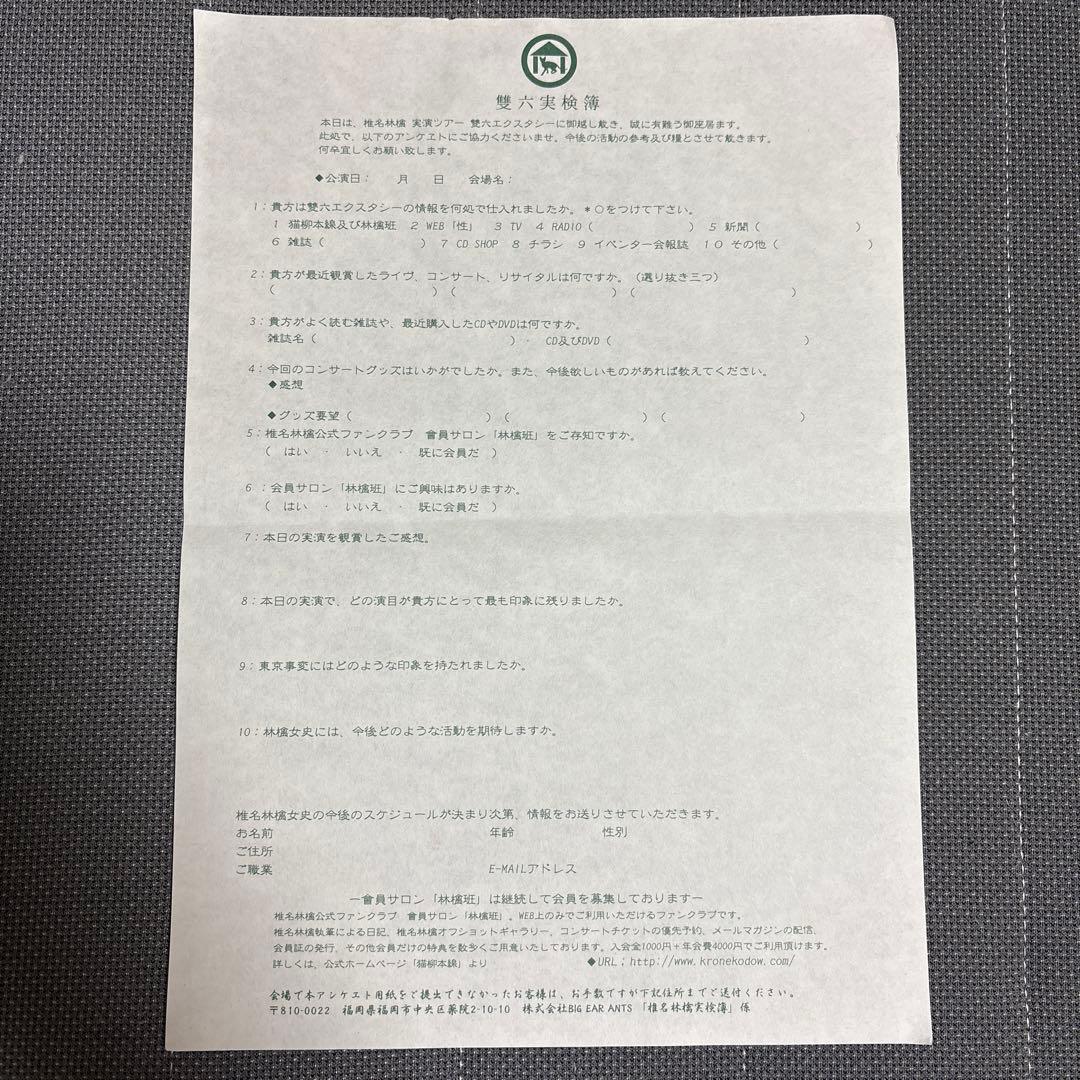 雙六実検簿
本日は、椎名林檎 実演ツアー 雙六エクスタシーに御越し戴き、誠に有難う御座居ます。
此処で、以下のアンケヱトにご協力くださいませ。今後の活動の参考及び糧とさせて戴きます。
何卒宜しくお願い致します。
◆公演日： 月 日 会場名：
1：貴方は雙六エクスタシーの情報を何処で仕入れましたか。＊○をつけて下さい。
1 猫柳本線及び林檎班 2 WEB「性」 3 TV 4 RADIO（ ） 5 新聞（ ）
6 雑誌（ ） 7 CD SHOP 8 チラシ 9 イベンター会報誌 10 その他（ ）
2：貴方が最近観賞したライヴ、コンサート、リサイタルは何ですか。（選り抜き三つ）
（ ）（ ）（ ）
3：貴方がよく読む雑誌や、最近購入したCDやDVDは何ですか。
雑誌名（ ）・ CD及びDVD（ ）
4：今回のコンサートグッズはいかがでしたか。また、今後欲しいものがあれば教えてください。
◆感想
◆グッズ要望（ ）（ ）（ ）
5：椎名林檎公式ファンクラブ 會員サロン「林檎班」をご存知ですか。
（ はい ・ いいえ ・ 既に会員だ ）
6 ：会員サロン「林檎班」にご興味はありますか。
（ はい ・ いいえ ・ 既に会員だ ）
7：本日の実演を観賞したご感想。
8：本日の実演で、どの演目が貴方にとって最も印象に残りましたか。
9：東京事変にはどのような印象を持たれましたか。
10：林檎女史には、今後どのような活動を期待しますか。
椎名林檎女史の今後のスケジュールが決まり次第、情報をお送りさせていただきます。
お名前 年齢 性別
ご住所
ご職業 E-MAILアドレス
ー會員サロン「林檎班」は継続して会員を募集しておりますー
椎名林檎公式ファンクラブ 會員サロン「林檎班」。WEB上のみでご利用いただけるファンクラブです。
椎名林檎執筆による日記、椎名林檎オフショットギャラリー、コンサートチケットの優先予約、メールマガジンの配信、
会員証の発行、その他会員だけの特典を数多くご用意いたしております。入会金1000円＋年会費4000円でご利用頂けます。
詳しくは、公式ホームページ「猫柳本線」より ◆URL；http://www.kronekodow.com/
会場で本アンケヱト用紙をご提出できなかったお客様は、お手数ですが下記住所までご送付ください。
〒810-0022 福岡県福岡市中央区薬院2-10-10 株式会社BIG EAR ANTS 「椎名林檎実検簿」係